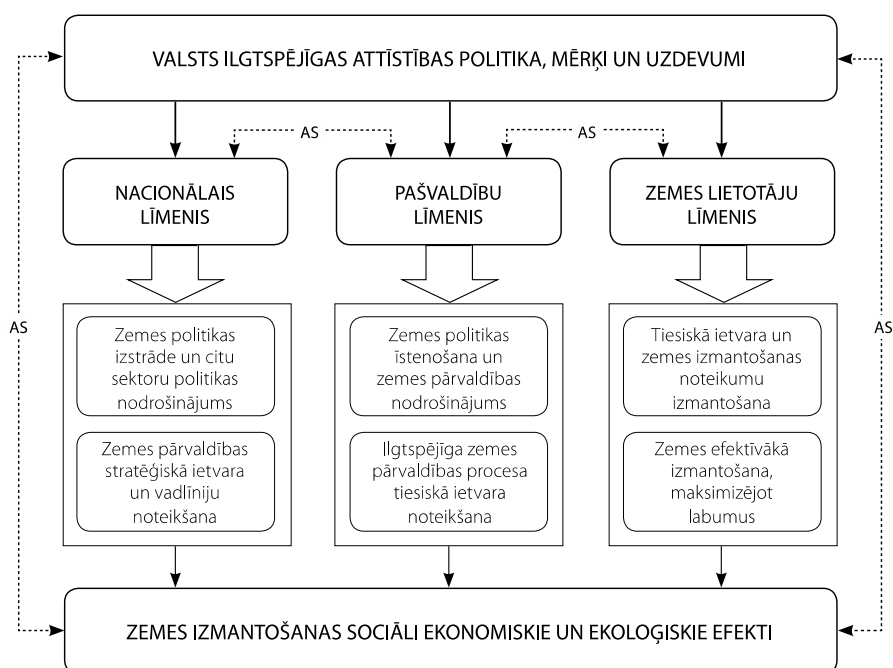 VALSTS ILGTSPĒJĪGAS ATTĪSTĪBAS POLITIKA, MĒRĶI UN UZDEVUMI
AS
AS
NACIONĀLAIS
LĪMENIS
PAŠVALDĪBU
LĪMENIS
ZEMES LIETOTĀJU
LĪMENIS
AS
AS
Zemes politikas
izstrāde un citu
sektoru politikas
nodrošinājums
Zemes pārvaldības
stratēģiskā ietvara
un vadlīniju
noteikšana
Zemes politikas
īstenošana un
zemes pārvaldības
nodrošinājums
Ilgtspējīga zemes
pārvaldības procesa
tiesiskā ietvara
noteikšana
Tiesiskā ietvara un
zemes izmantošanas
noteikumu
izmantošana
Zemes efektīvākā
izmantošana,
maksimizējot
labumus
ZEMES IZMANTOŠANAS SOCIĀLI EKONOMISKIE UN EKOLOĢISKIE EFEKTI